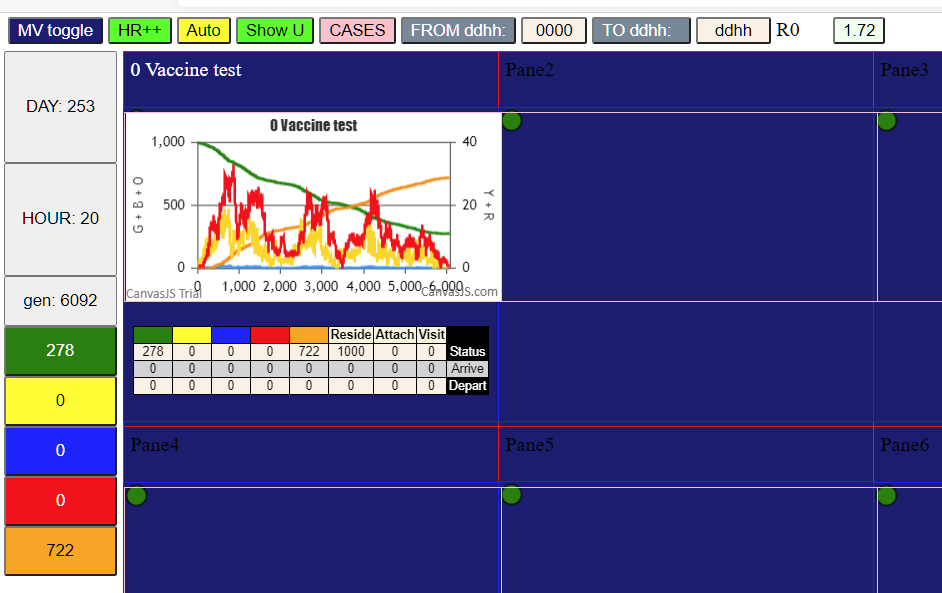 MV toggle HR++ Auto Show U CASES FROM ddhh: 0000 TO ddhh: ddhh R0 1.72
DAY: 253
HOUR: 20
gen: 6092
278
0
0
0
722
0 Vaccine test Pane2 Pane3
0 Vaccine test
1,000 40
500 20
0 0
G + B + O
Y + R
0 1,000 2,000 3,000 4,000 5,000 6,000
CanvasJS Trial CanvasJS.com
Reside Attach Visit
278 0 0 0 722 1000 0 0 Status
0 0 0 0 0 0 0 0 Arrive
0 0 0 0 0 0 0 0 Depart
Pane4 Pane5 Pane6